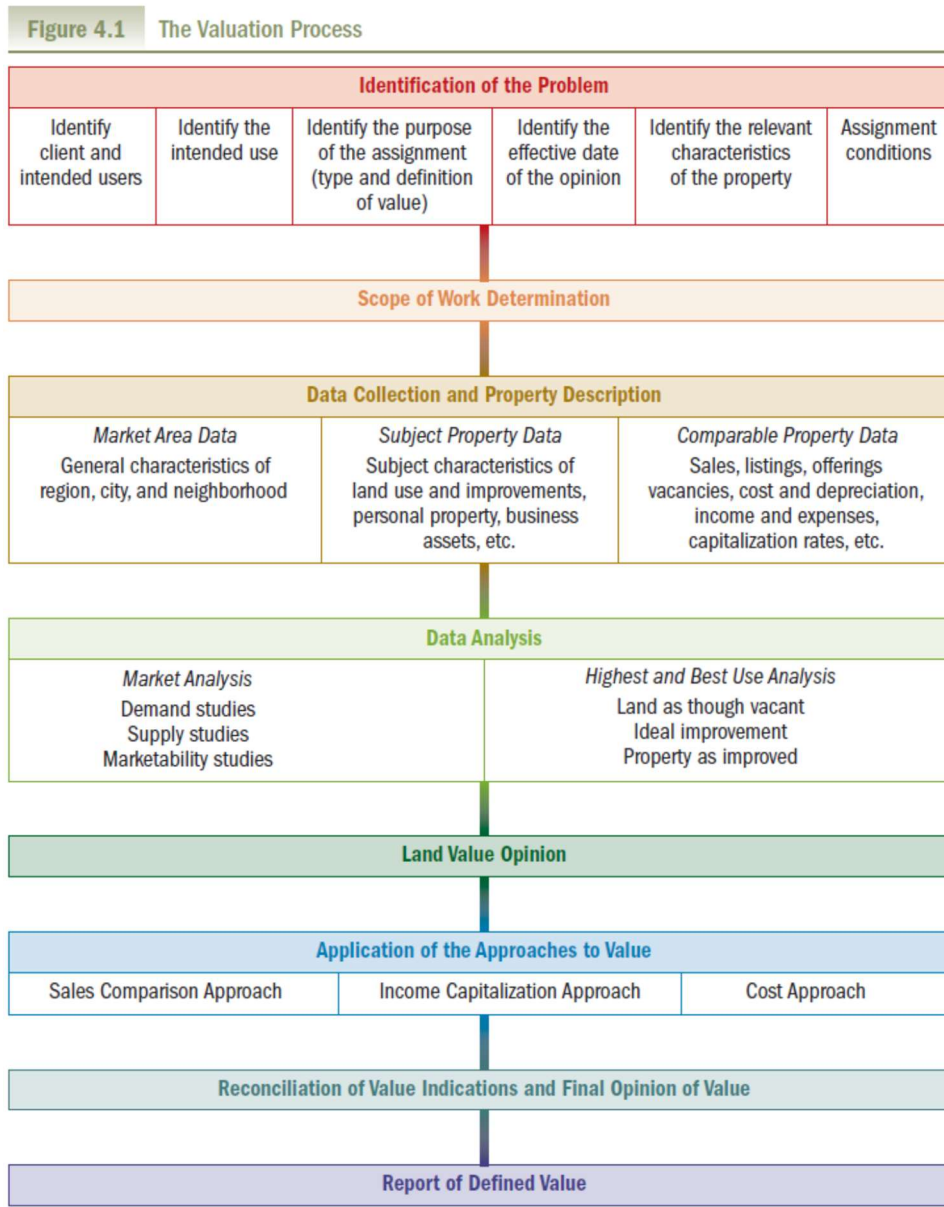 Figure 4.1 The Valuation Process
Identification of the Problem
Identify
client and
intended users
Identify the
intended use
Identify the purpose
of the assignment
(type and definition
of value)
Identify the
effective date
of the opinion
Identify the relevant
characteristics
of the property
Assignment
conditions
Scope of Work Determination
Data Collection and Property Description
Market Area Data
General characteristics of
region, city, and neighborhood
Subject Property Data
Subject characteristics of
land use and improvements,
personal property, business
assets, etc.
Comparable Property Data
Sales, listings, offerings
vacancies, cost and depreciation,
income and expenses,
capitalization rates, etc.
Data Analysis
Market Analysis
Demand studies
Supply studies
Marketability studies
Highest and Best Use Analysis
Land as though vacant
Ideal improvement
Property as improved
Land Value Opinion
Application of the Approaches to Value
Sales Comparison Approach
Income Capitalization Approach
Cost Approach
Reconciliation of Value Indications and Final Opinion of Value
Report of Defined Value